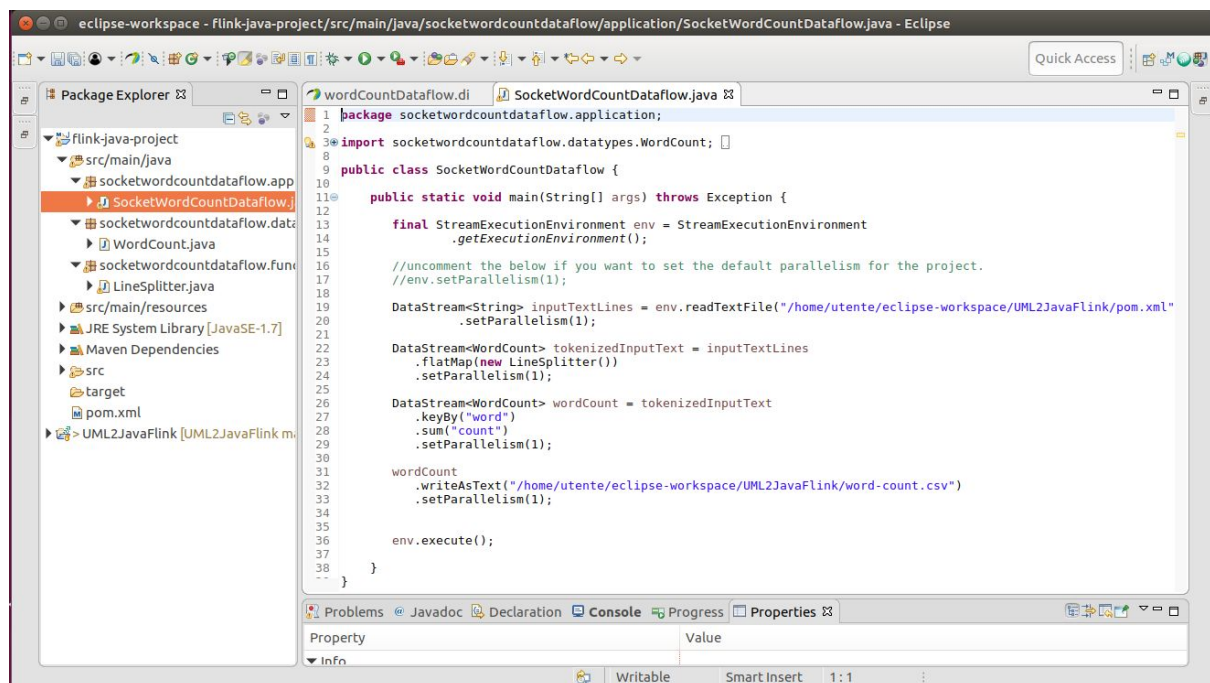 eclipse-workspace - flink-java-project/src/main/java/socketwordcountdataflow/application/SocketWordCountDataflow.java - Eclipse
Quick Access
Package Explorer
flink-java-project
src/main/java
socketwordcountdataflow.app
SocketWordCountDataflow.j
socketwordcountdataflow.data
WordCount.java
socketwordcountdataflow.fun
LineSplitter.java
src/main/resources
JRE System Library [JavaSE-1.7]
Maven Dependencies
src
target
pom.xml
> UML2JavaFlink [UML2JavaFlink m
wordCountDataflow.di SocketWordCountDataflow.java
1 package socketwordcountdataflow.application;
2
3 import socketwordcountdataflow.datatypes.WordCount;
8
9 public class SocketWordCountDataflow {
10
11 public static void main(String[] args) throws Exception {
12
13 final StreamExecutionEnvironment env = StreamExecutionEnvironment
14 .getExecutionEnvironment();
15
16 //uncomment the below if you want to set the default parallelism for the project.
17 //env.setParallelism(1);
18
19 DataStream<String> inputTextLines = env.readTextFile("/home/utente/eclipse-workspace/UML2JavaFlink/pom.xml"
20 .setParallelism(1);
21
22 DataStream<WordCount> tokenizedInputText = inputTextLines
23 .flatMap(new LineSplitter())
24 .setParallelism(1);
25
26 DataStream<WordCount> wordCount = tokenizedInputText
27 .keyBy("word")
28 .sum("count")
29 .setParallelism(1);
30
31 wordCount
32 .writeAsText("/home/utente/eclipse-workspace/UML2JavaFlink/word-count.csv")
33 .setParallelism(1);
34
35
36 env.execute();
37
38 }
}
Problems @ Javadoc Declaration Console Progress Properties
Property Value
Info
Writable Smart Insert 1:1